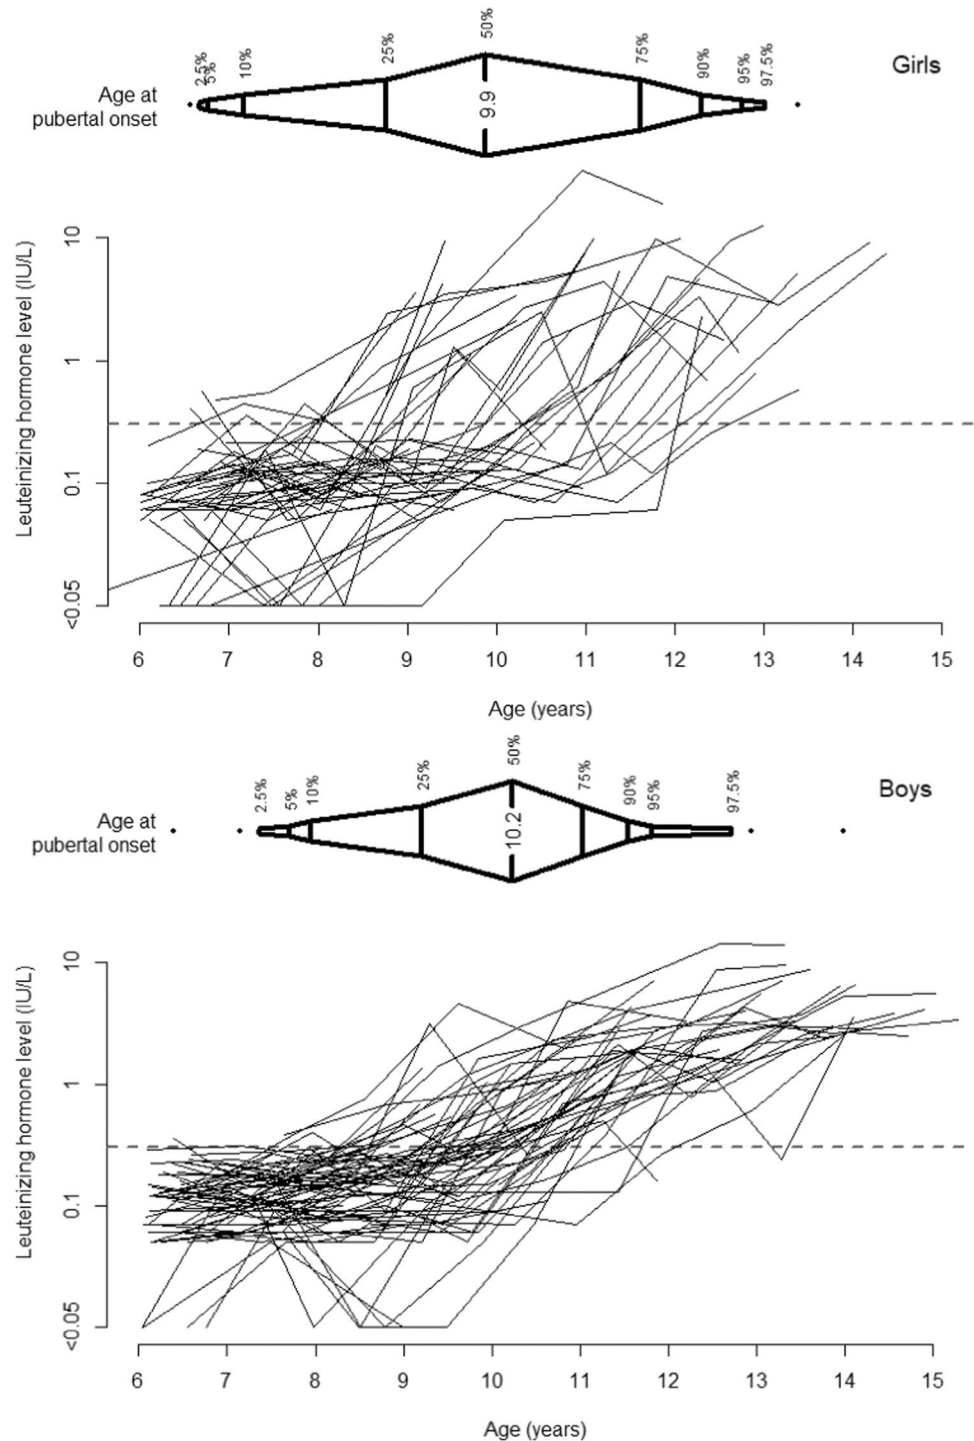 2.5%
5%
10%
25%
50%
75%
90%
95%
97.5%
Girls
Age at
pubertal onset
9.9
Leuteinizing hormone level (IU/L)
10
1
0.1
<0.05
6 7 8 9 10 11 12 13 14 15
Age (years)
2.5%
5%
10%
25%
50%
75%
90%
95%
97.5%
Boys
Age at
pubertal onset
10.2
Leuteinizing hormone level (IU/L)
10
1
0.1
<0.05
6 7 8 9 10 11 12 13 14 15
Age (years)